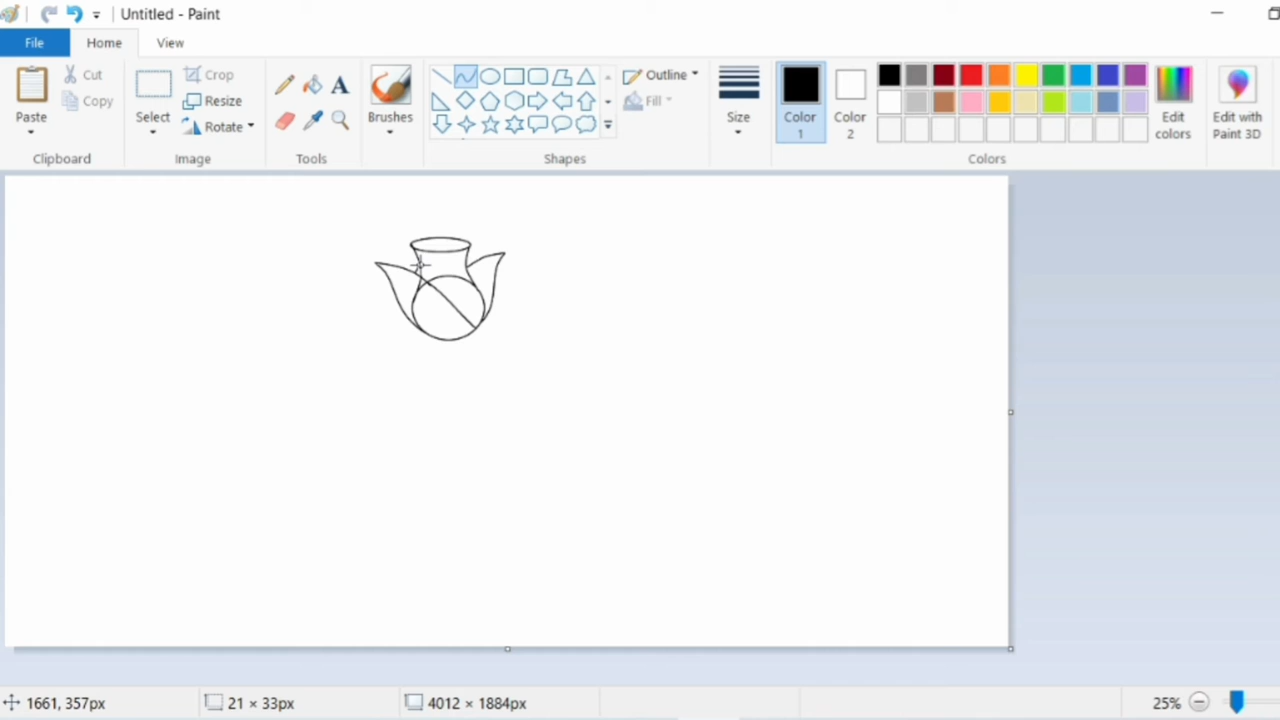 Untitled - Paint
File Home View
Paste
Cut
Copy
Clipboard
Select
Crop
Resize
Rotate
Image
A
Tools
Brushes
Shapes
Outline
Fill
Size
Color 1
Color 2
Edit colors
Colors
Edit with Paint 3D
1661, 357px 21 × 33px 4012 × 1884px 25%